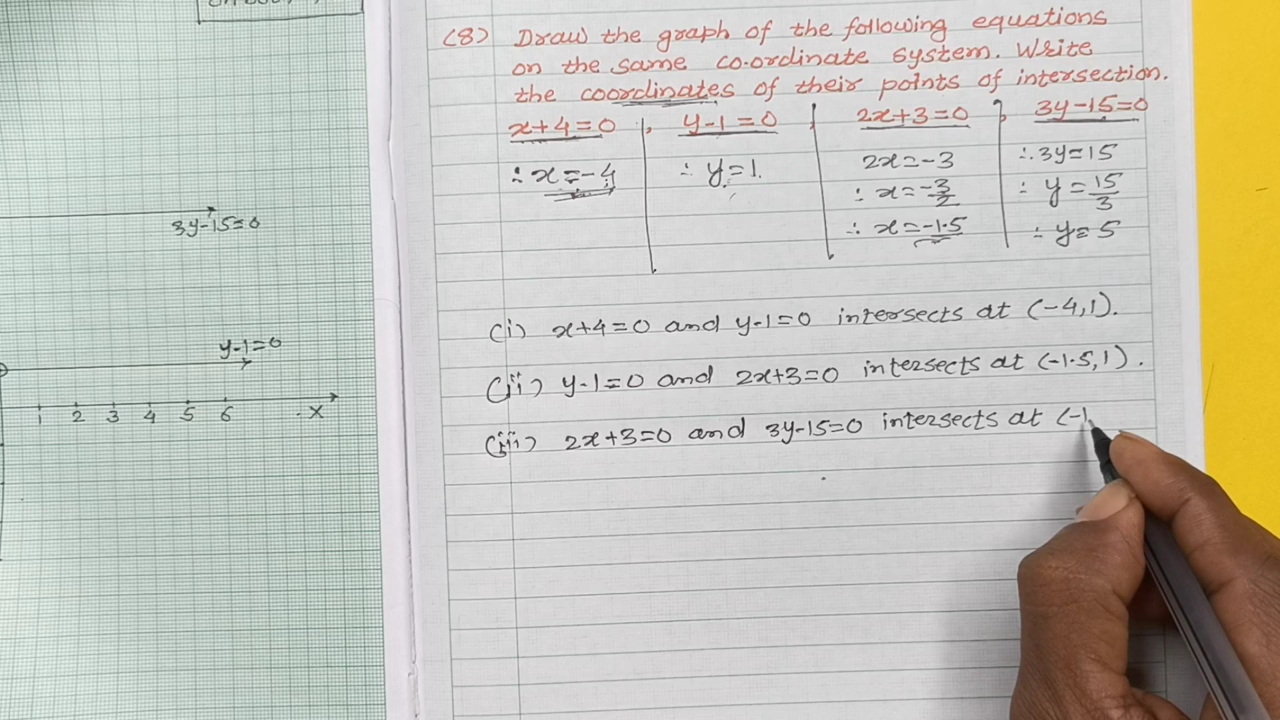 3y-15=0
y-1=0
1 2 3 4 5 6 X
(8) Draw the graph of the following equations
on the same co.ordinate system. Write
the coordinates of their points of intersection.
x+4=0, y-1=0, 2x+3=0, 3y-15=0
∴ x=-4
∴ y=1.
2x=-3
∴ x=-3/2
∴ x=-1.5
∴ 3y=15
∴ y=15/3
∴ y=5
(i) x+4=0 and y-1=0 intersects at (-4,1).
(ii) y-1=0 and 2x+3=0 intersects at (-1.5,1).
(iii) 2x+3=0 and 3y-15=0 intersects at (-1